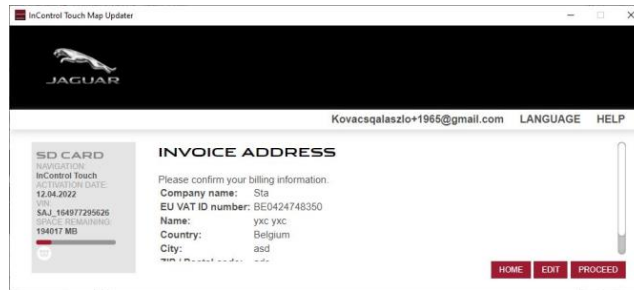 InControl Touch Map Updater
JAGUAR
Kovacsqalaszlo+1965@gmail.com LANGUAGE HELP
SD CARD
NAVIGATION:
InControl Touch
ACTIVATION DATE:
12.04.2022
VIN:
SAJ_164977295626
SPACE REMAINING:
194017 MB
INVOICE ADDRESS
Please confirm your billing information.
Company name: Sta
EU VAT ID number: BE0424748350
Name: yxc yxc
Country: Belgium
City: asd
HOME EDIT PROCEED